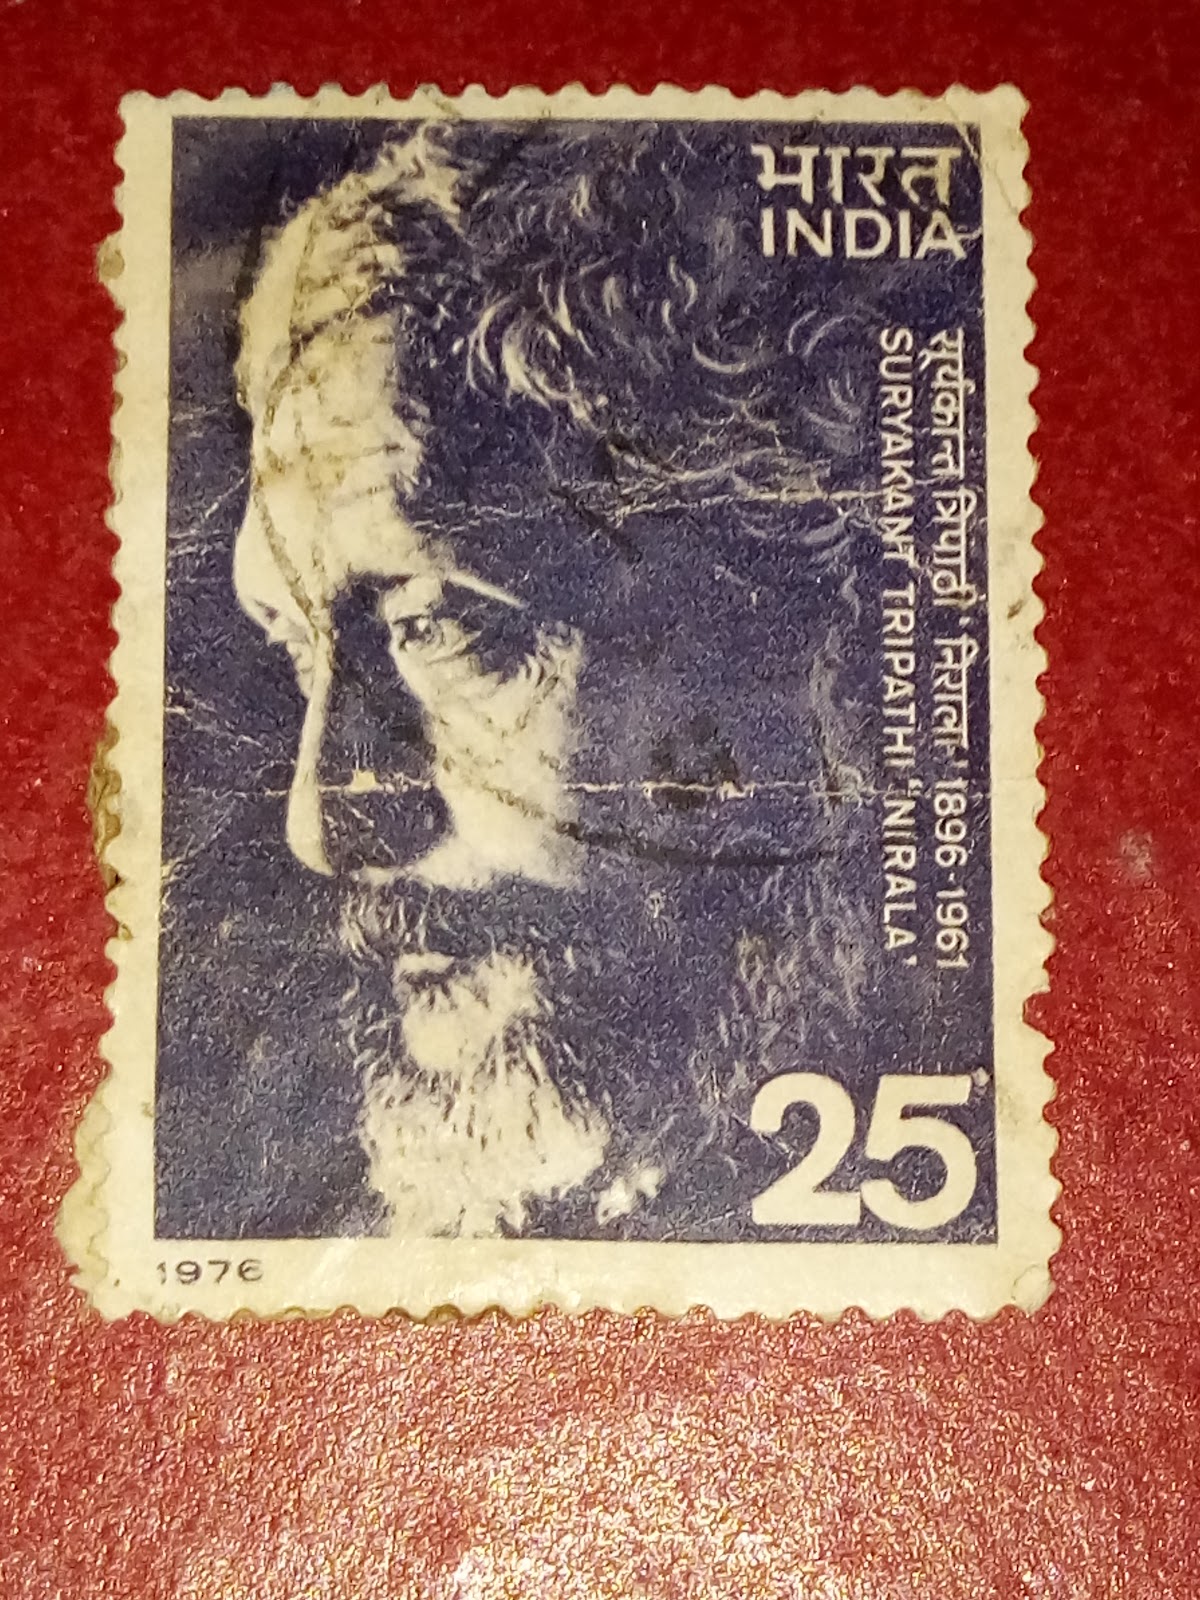 भारत
INDIA
सूर्यकान्त त्रिपाठी 'निराला' 1896-1961
SURYAKANT TRIPATHI 'NIRALA'
25
1976